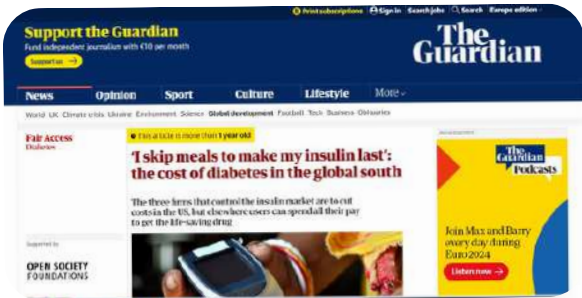 Print subscriptions Sign in Search jobs Search Europe edition
Support the Guardian
Fund independent journalism with €10 per month
Support us →
The Guardian
News Opinion Sport Culture Lifestyle More
World UK Climate crisis Ukraine Environment Science Global development Football Tech Business Obituaries
Fair Access
Diabetes
This article is more than 1 year old
'I skip meals to make my insulin last':
the cost of diabetes in the global south
The three firms that control the insulin market are to cut
costs in the US, but elsewhere users can spend all their pay
to get the life-saving drug
Supported by
OPEN SOCIETY
FOUNDATIONS
Advertisement
The Guardian
Podcasts
Join Max and Barry
every day during
Euro 2024
Listen now →